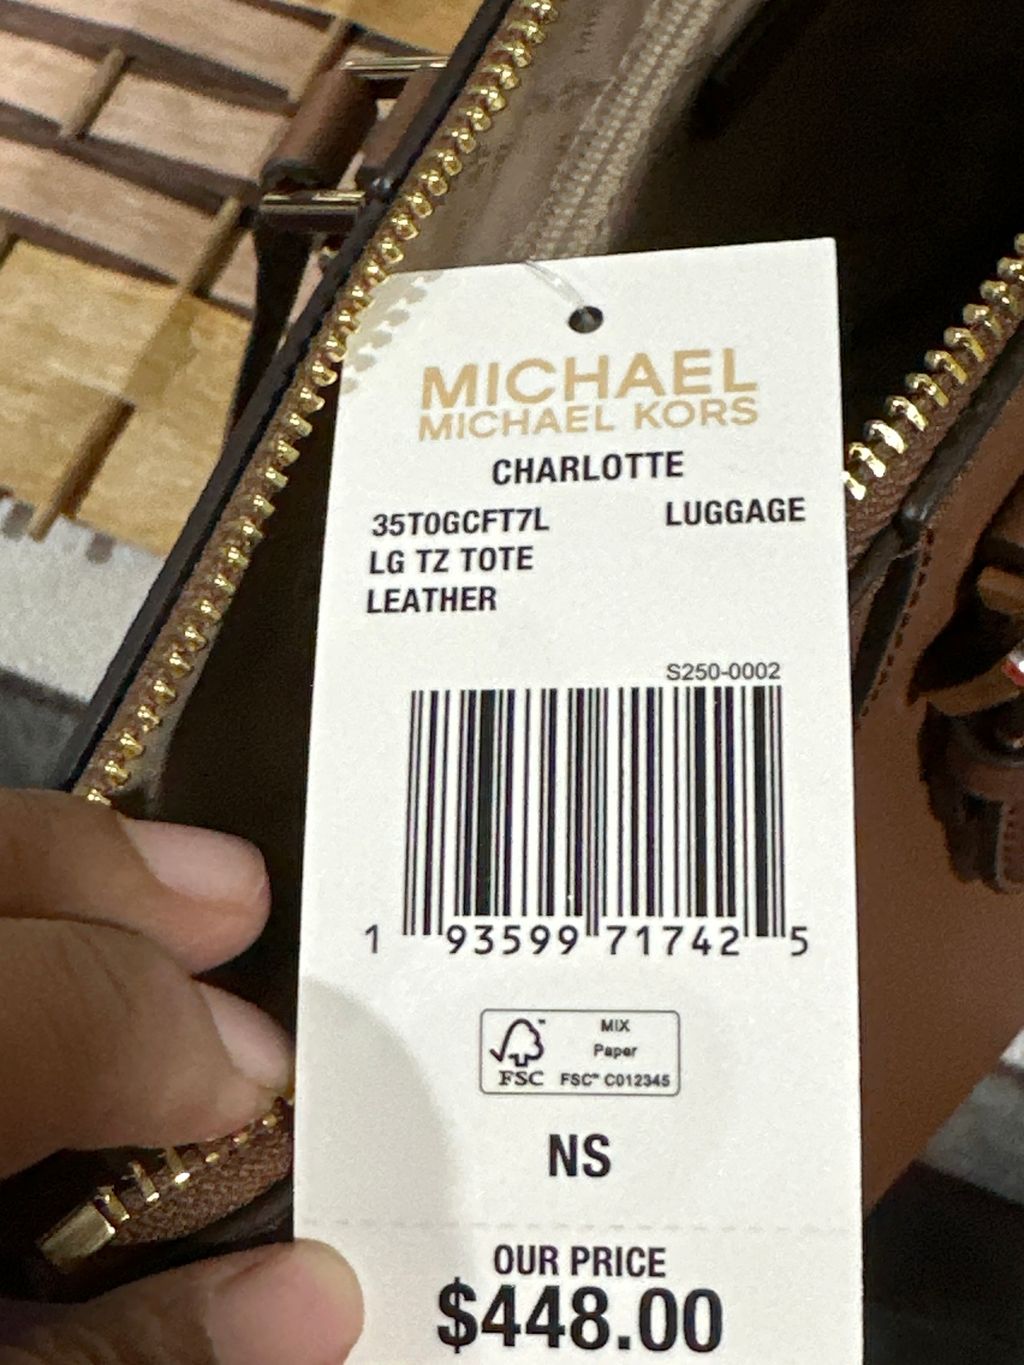 MICHAEL
MICHAEL KORS
CHARLOTTE
35T0GCFT7L LUGGAGE
LG TZ TOTE
LEATHER
S250-0002
1 93599 71742 5
MIX
Paper
FSC™ C012345
FSC
NS
OUR PRICE
$448.00